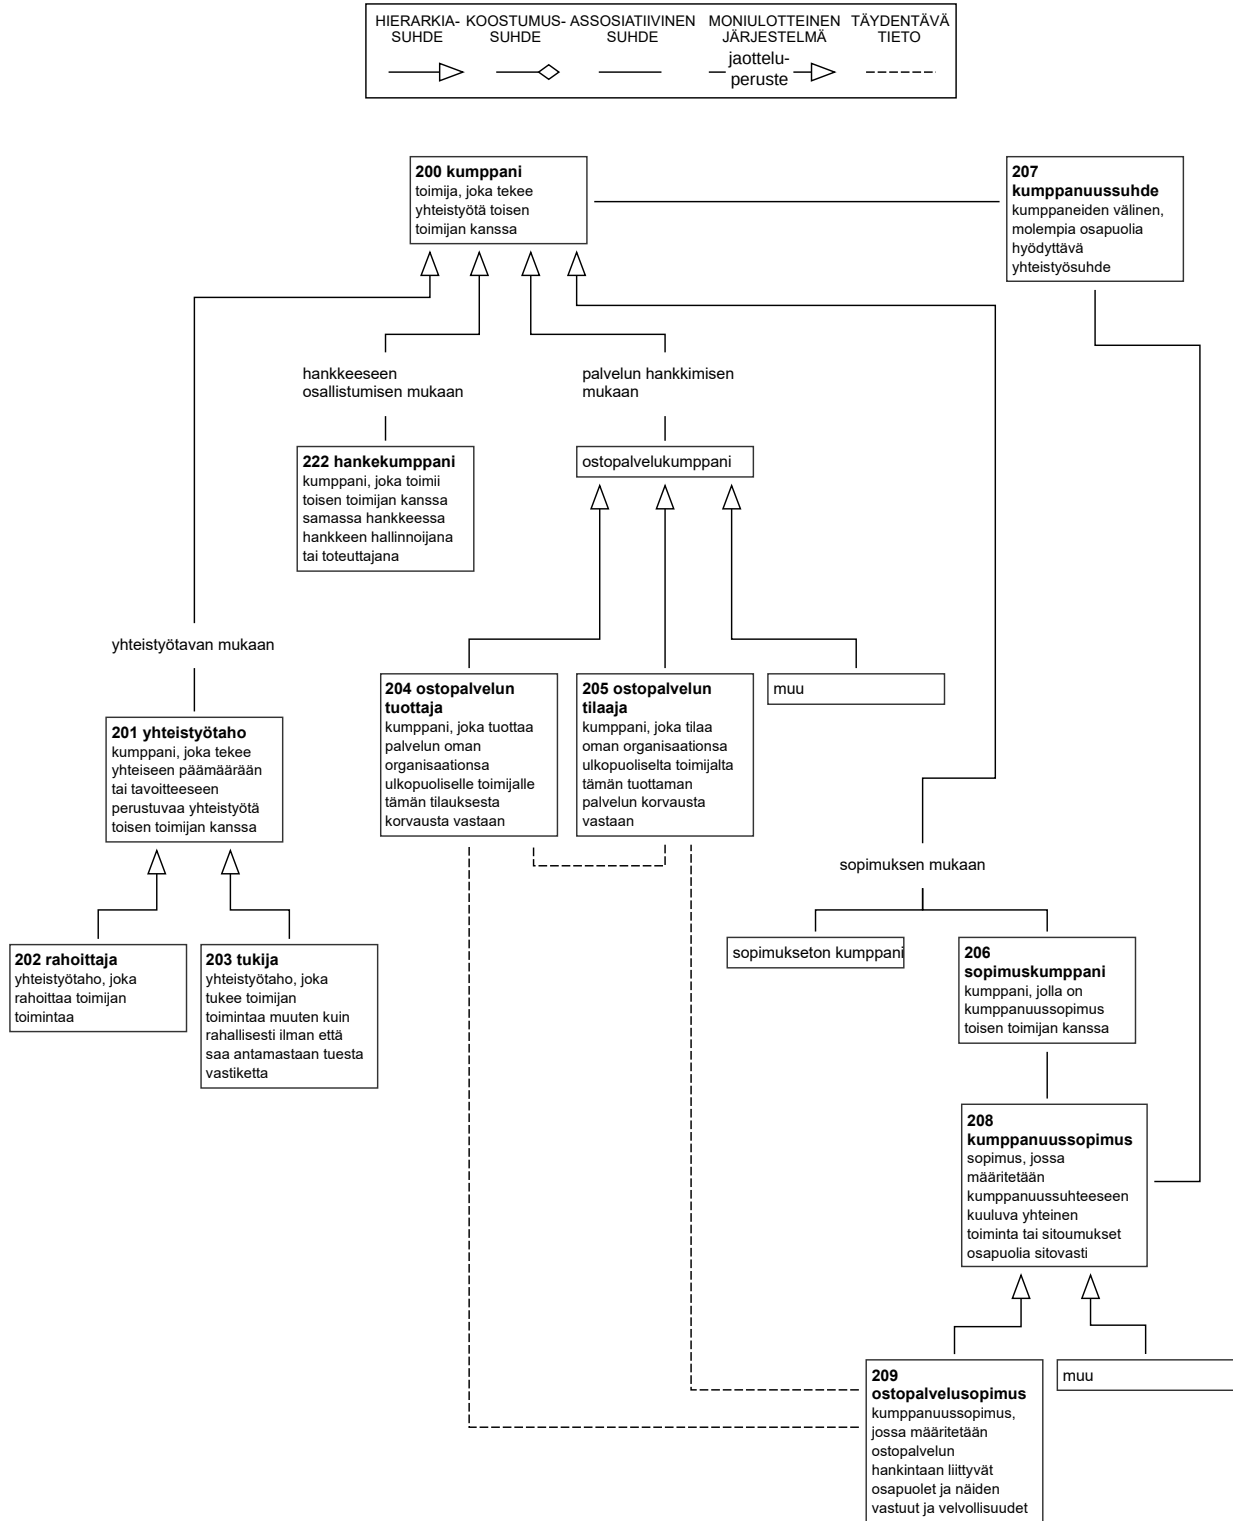 HIERARKIA-
SUHDE
KOOSTUMUS-
SUHDE
ASSOSIATIIVINEN
SUHDE
MONIULOTTEINEN
JÄRJESTELMÄ
jaottelu-
peruste
TÄYDENTÄVÄ
TIETO
200 kumppani
toimija, joka tekee
yhteistyötä toisen
toimijan kanssa
207
kumppanuussuhde
kumppaneiden välinen,
molempia osapuolia
hyödyttävä
yhteistyösuhde
hankkeeseen
osallistumisen mukaan
palvelun hankkimisen
mukaan
222 hankekumppani
kumppani, joka toimii
toisen toimijan kanssa
samassa hankkeessa
hankkeen hallinnoijana
tai toteuttajana
ostopalvelukumppani
yhteistyötavan mukaan
204 ostopalvelun
tuottaja
kumppani, joka tuottaa
palvelun oman
organisaationsa
ulkopuoliselle toimijalle
tämän tilauksesta
korvausta vastaan
205 ostopalvelun
tilaaja
kumppani, joka tilaa
oman organisaationsa
ulkopuoliselta toimijalta
tämän tuottaman
palvelun korvausta
vastaan
muu
201 yhteistyötaho
kumppani, joka tekee
yhteiseen päämäärään
tai tavoitteeseen
perustuvaa yhteistyötä
toisen toimijan kanssa
sopimuksen mukaan
202 rahoittaja
yhteistyötaho, joka
rahoittaa toimijan
toimintaa
203 tukija
yhteistyötaho, joka
tukee toimijan
toimintaa muuten kuin
rahallisesti ilman että
saa antamastaan tuesta
vastiketta
sopimukseton kumppani
206
sopimuskumppani
kumppani, jolla on
kumppanuussopimus
toisen toimijan kanssa
208
kumppanuussopimus
sopimus, jossa
määritetään
kumppanuussuhteeseen
kuuluva yhteinen
toiminta tai sitoumukset
osapuolia sitovasti
209
ostopalvelusopimus
kumppanuussopimus,
jossa määritetään
ostopalvelun
hankintaan liittyvät
osapuolet ja näiden
vastuut ja velvollisuudet
muu